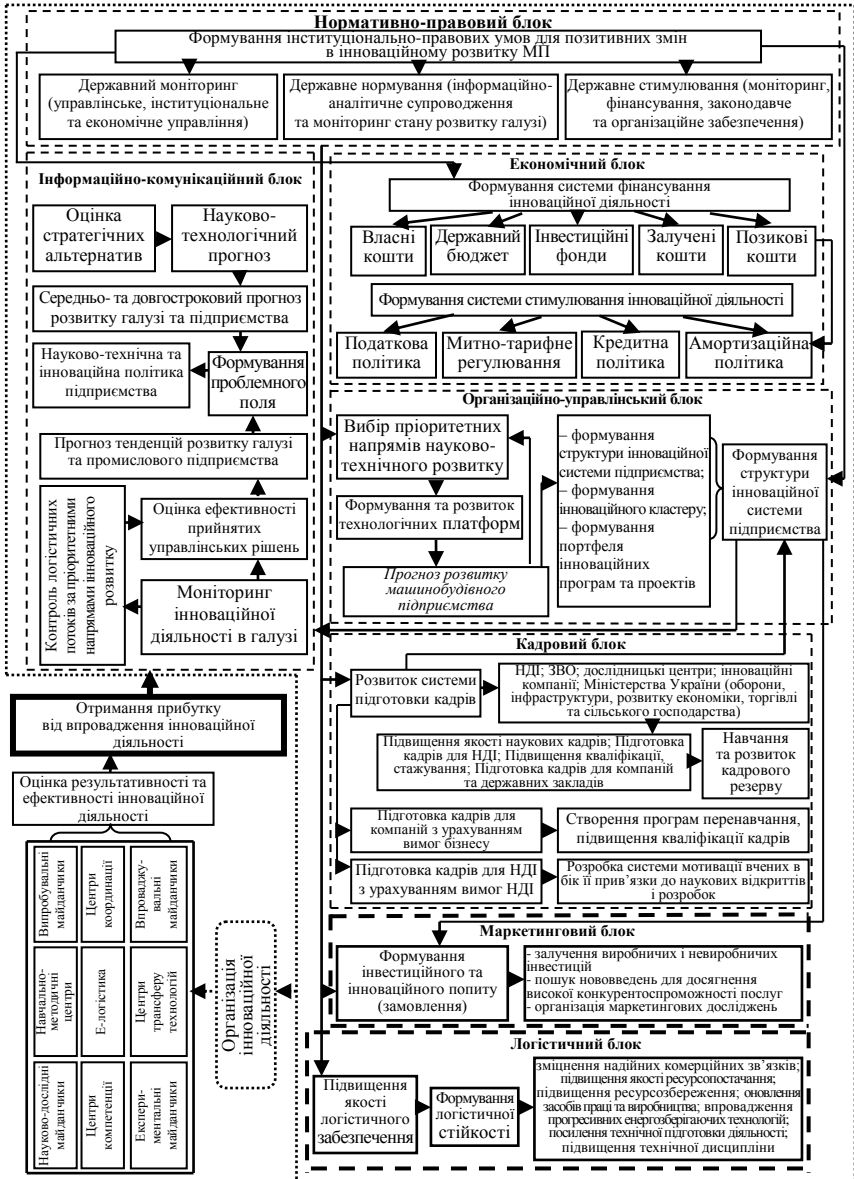 Нормативно-правовий блок
Формування інституціонально-правових умов для позитивних змін
в інноваційному розвитку МП
Державний моніторинг
(управлінське, інституціональне
та економічне управління)
Державне нормування (інформаційно-
аналітичне супроводження
та моніторинг стану розвитку галузі)
Державне стимулювання (моніторинг,
фінансування, законодавче
та організаційне забезпечення)
Інформаційно-комунікаційний блок
Оцінка
стратегічних
альтернатив
Науково-
технологічний
прогноз
Середньо- та довгостроковий прогноз
розвитку галузі та підприємства
Науково-технічна та
інноваційна політика
підприємства
Формування
проблемного
поля
Прогноз тенденцій розвитку галузі
та промислового підприємства
Контроль логістичних
потоків за пріоритетними
напрямами інноваційного
розвитку
Оцінка ефективності
прийнятих
управлінських рішень
Моніторинг
інноваційної
діяльності в галузі
Економічний блок
Формування системи фінансування
інноваційної діяльності
Власні
кошти
Державний
бюджет
Інвестиційні
фонди
Залучені
кошти
Позикові
кошти
Формування системи стимулювання інноваційної діяльності
Податкова
політика
Митно-тарифне
регулювання
Кредитна
політика
Амортизаційна
політика
Організаційно-управлінський блок
Вибір пріоритетних
напрямів науково-
технічного розвитку
Формування та розвиток
технологічних платформ
Прогноз розвитку
машинобудівного
підприємства
– формування
структури інноваційної
системи підприємства;
– формування
інноваційного кластеру;
– формування
портфеля
інноваційних
програм та проектів
Формування
структури
інноваційної
системи
підприємства
Кадровий блок
Розвиток системи
підготовки кадрів
НДІ; ЗВО; дослідницькі центри; інноваційні
компанії; Міністерства України (оборони,
інфраструктури, розвитку економіки, торгівлі
та сільського господарства)
Підвищення якості наукових кадрів; Підготовка
кадрів для НДІ; Підвищення кваліфікації,
стажування; Підготовка кадрів для компаній
та державних закладів
Навчання
та розвиток
кадрового
резерву
Підготовка кадрів для
компаній з урахуванням
вимог бізнесу
Створення програм перенавчання,
підвищення кваліфікації кадрів
Підготовка кадрів для НДІ
з урахуванням вимог НДІ
Розробка системи мотивації вчених в
бік її прив’язки до наукових відкриттів
і розробок
Маркетинговий блок
Формування
інвестиційного та
інноваційного попиту
(замовлення)
- залучення виробничих і невиробничих
інвестицій
- пошук нововведень для досягнення
високої конкурентоспроможності послуг
- організація маркетингових досліджень
Логістичний блок
Підвищення
якості
логістичного
забезпечення
Формування
логістичної
стійкості
зміцнення надійних комерційних зв’язків;
підвищення якості ресурсопостачання;
підвищення ресурсозбереження; оновлення
засобів праці та виробництва; впровадження
прогресивних енергозберігаючих технологій;
посилення технічної підготовки діяльності;
підвищення технічної дисципліни
Отримання прибутку
від впровадження інноваційної
діяльності
Оцінка результативності та
ефективності інноваційної
діяльності
Випробувальні
майданчики
Центри
координації
Впроваджу-
вальні
майданчики
Навчально-
методичні
центри
Е-логістика
Центри
трансферу
технологій
Науково-дослідні
майданчики
Центри
компетенції
Експери-
ментальні
майданчики
Організація
інноваційної
діяльності